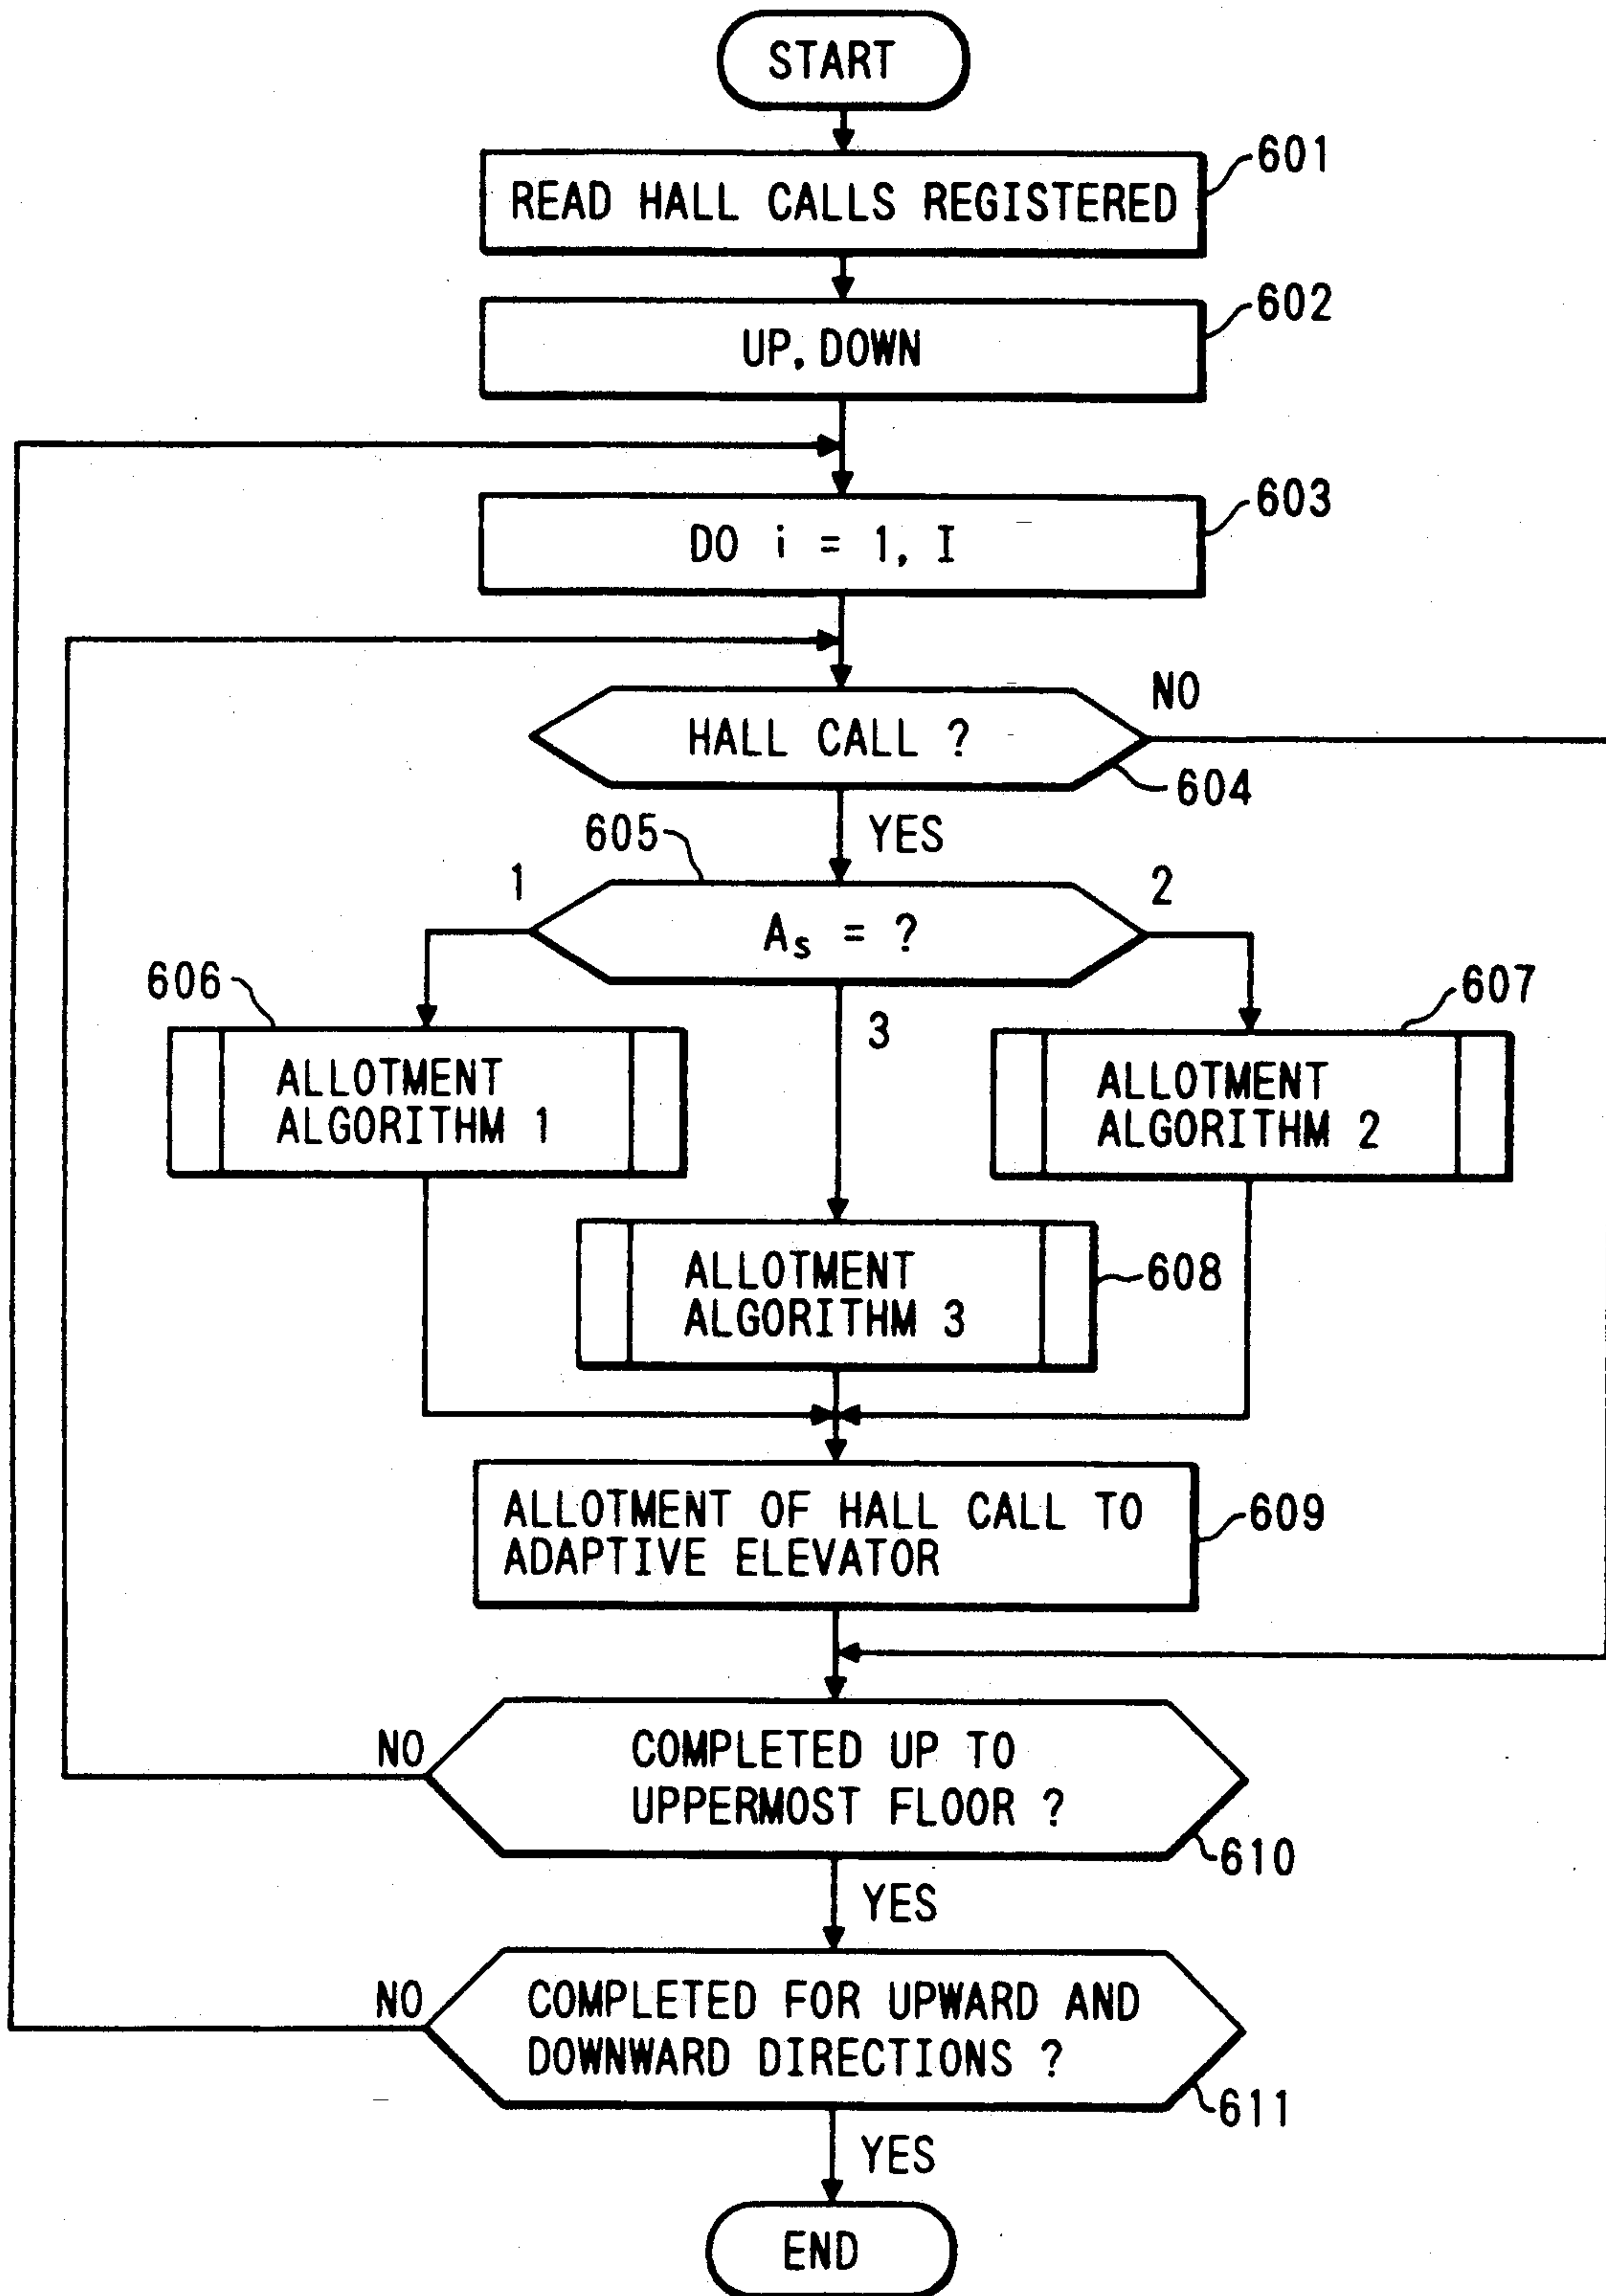 START
READ HALL CALLS REGISTERED
601
UP, DOWN
602
DO i = 1, I
603
HALL CALL ?
NO
604
YES
605
1
As = ?
2
3
606
ALLOTMENT
ALGORITHM 1
607
ALLOTMENT
ALGORITHM 2
ALLOTMENT
ALGORITHM 3
608
ALLOTMENT OF HALL CALL TO
ADAPTIVE ELEVATOR
609
NO
COMPLETED UP TO
UPPERMOST FLOOR ?
610
YES
NO
COMPLETED FOR UPWARD AND
DOWNWARD DIRECTIONS ?
611
YES
END